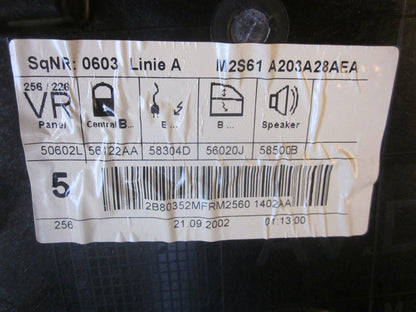 SqNR: 0603 Linie A M2S61 A203A28AEA
256 / 226
VR
Panel Central B... E ... B ... Speaker
50602L 56122AA 58304D 56020J 58500B
5
2B80352MFRM2560 1402AA
256 21.09.2002 01:13:00